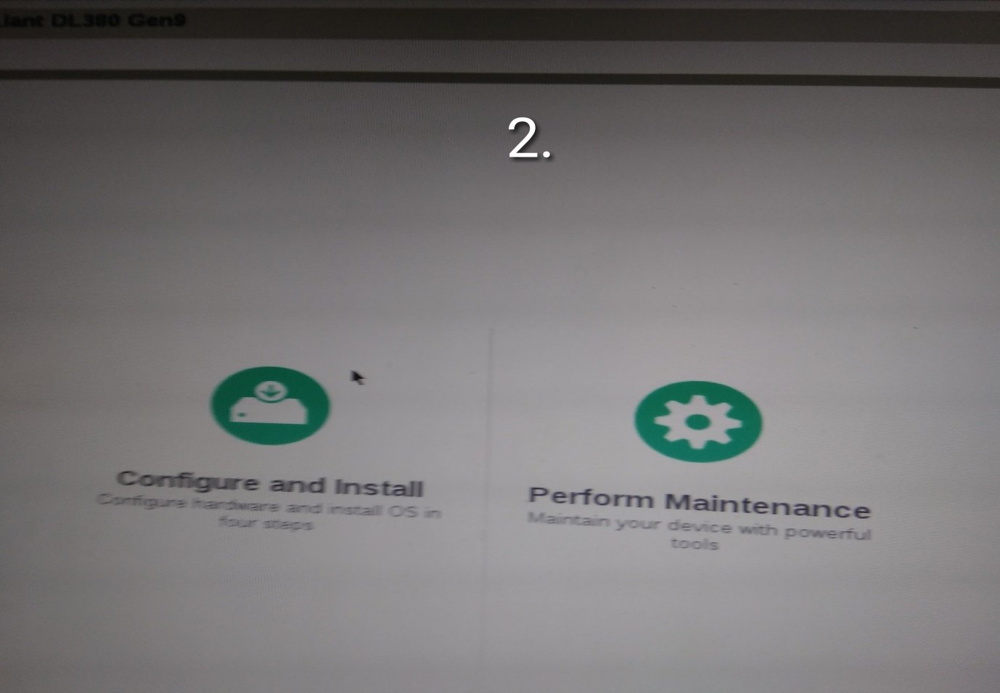 Liant DL380 Gen9
2.
Configure and Install
Configure hardware and install OS in
four steps
Perform Maintenance
Maintain your device with powerful
tools